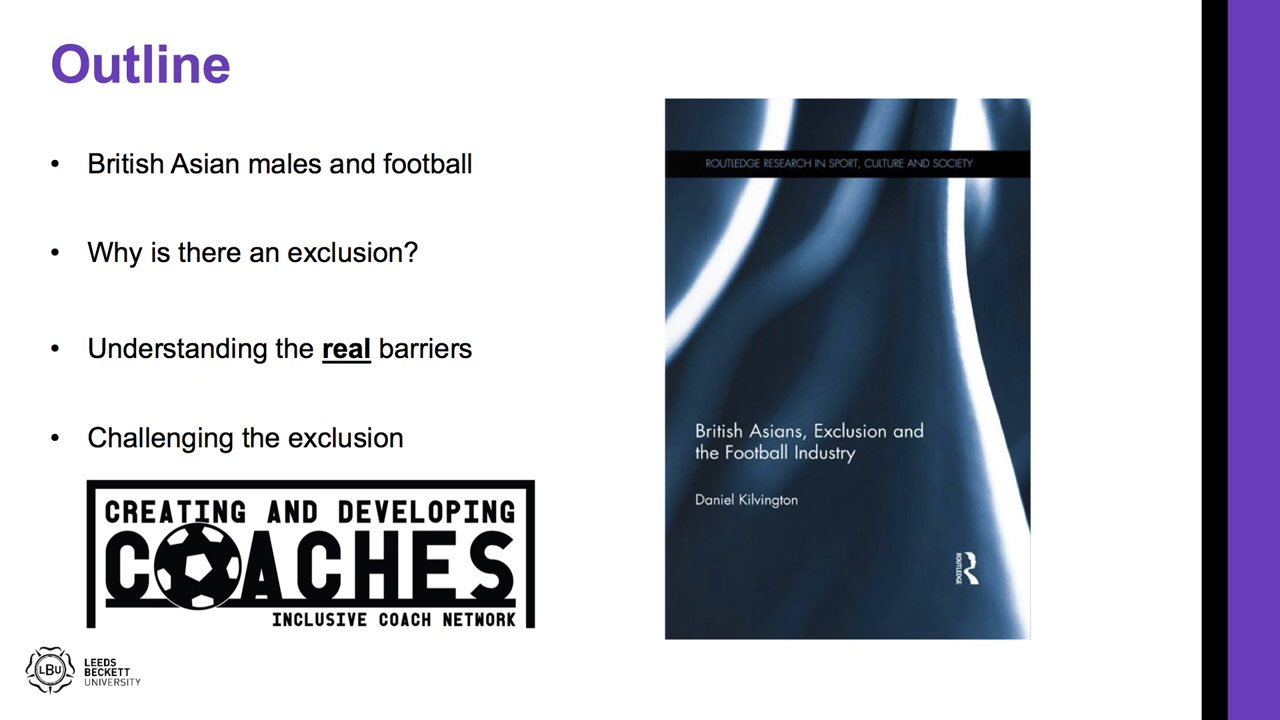 Outline
• British Asian males and football
• Why is there an exclusion?
• Understanding the real barriers
• Challenging the exclusion
CREATING AND DEVELOPING
COACHES
INCLUSIVE COACH NETWORK
LBU
LEEDS
BECKETT
UNIVERSITY
ROUTLEDGE RESEARCH IN SPORT, CULTURE AND SOCIETY
British Asians, Exclusion and
the Football Industry
Daniel Kilvington
ROUTLEDGE